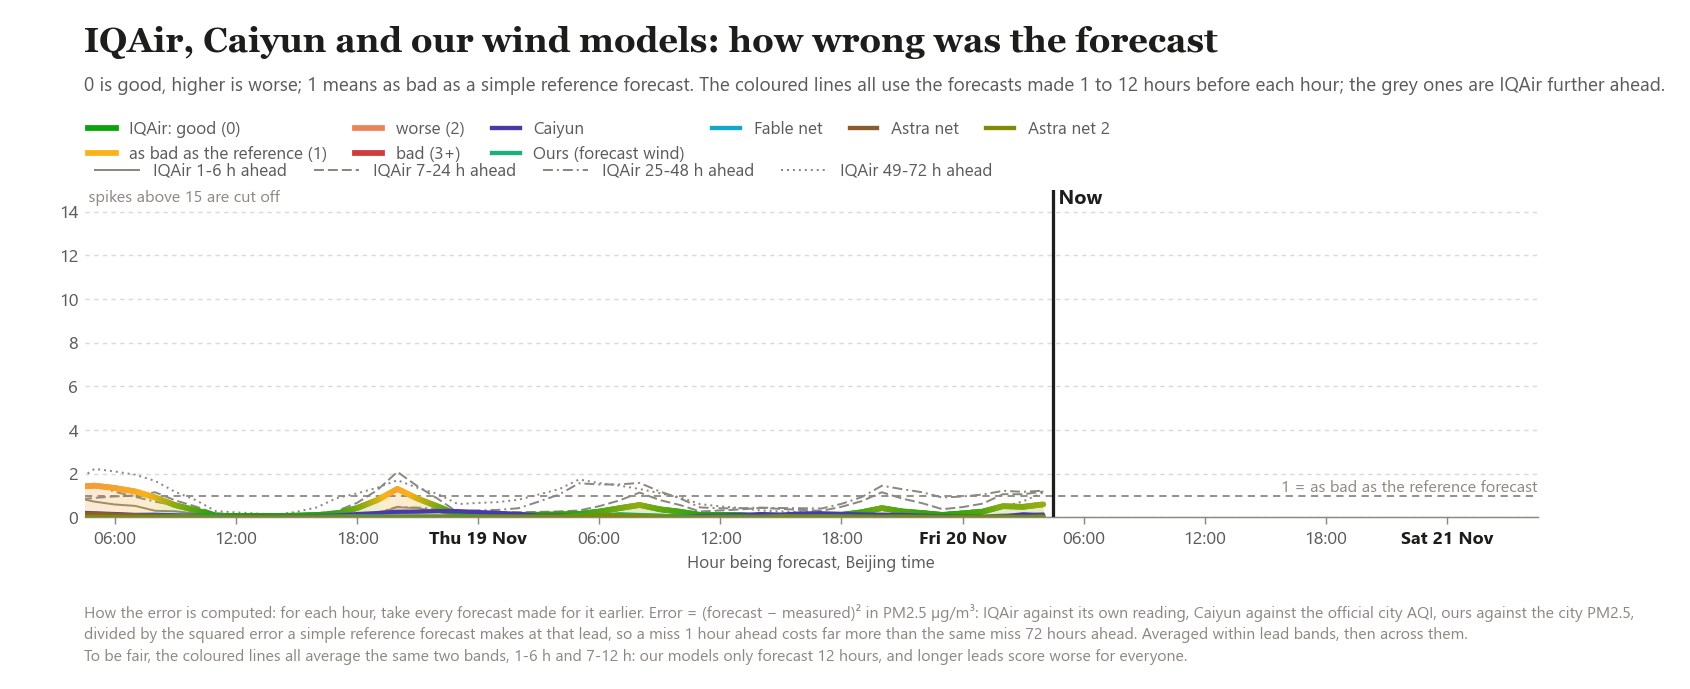 IQAir, Caiyun and our wind models: how wrong was the forecast
0 is good, higher is worse; 1 means as bad as a simple reference forecast. The coloured lines all use the forecasts made 1 to 12 hours before each hour; the grey ones are IQAir further ahead.
IQAir: good (0) worse (2) Caiyun Fable net Astra net Astra net 2
as bad as the reference (1) bad (3+) Ours (forecast wind)
IQAir 1-6 h ahead IQAir 7-24 h ahead IQAir 25-48 h ahead IQAir 49-72 h ahead
spikes above 15 are cut off
Now
14
12
10
8
6
4
2
1 = as bad as the reference forecast
0
06:00 12:00 18:00 Thu 19 Nov 06:00 12:00 18:00 Fri 20 Nov 06:00 12:00 18:00 Sat 21 Nov
Hour being forecast, Beijing time
How the error is computed: for each hour, take every forecast made for it earlier. Error = (forecast − measured)² in PM2.5 µg/m³: IQAir against its own reading, Caiyun against the official city AQI, ours against the city PM2.5,
divided by the squared error a simple reference forecast makes at that lead, so a miss 1 hour ahead costs far more than the same miss 72 hours ahead. Averaged within lead bands, then across them.
To be fair, the coloured lines all average the same two bands, 1-6 h and 7-12 h: our models only forecast 12 hours, and longer leads score worse for everyone.